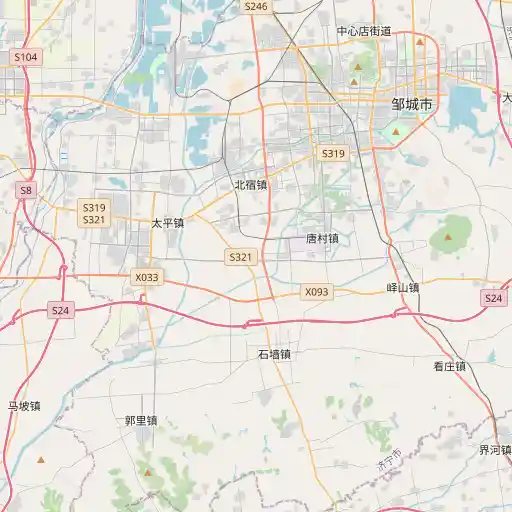 S246
中心店街道
S104
邹城市
大
S319
北宿镇
S8
S319
S321
太平镇
唐村镇
S321
X033
X093
峄山镇
S24
S24
石墙镇
看庄镇
马坡镇
郭里镇
界河镇
济宁市